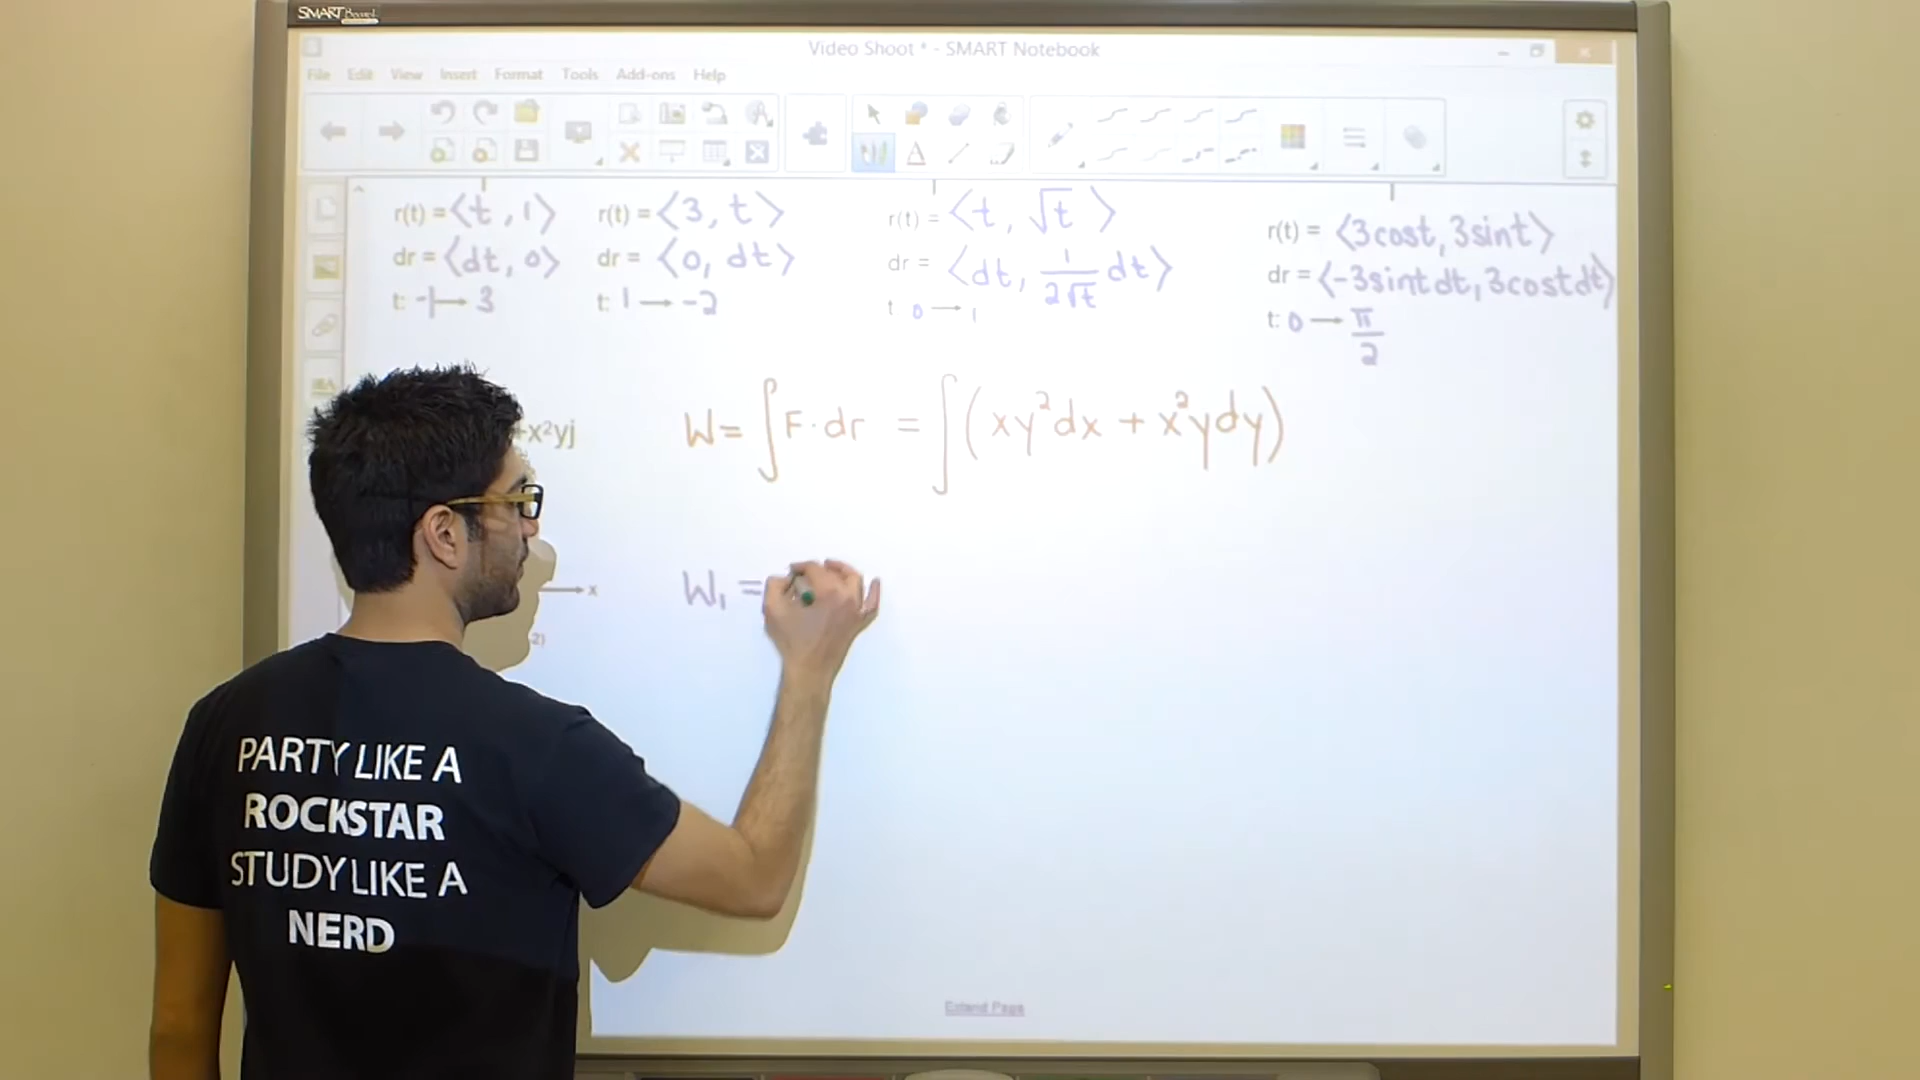 SMART Board
Video Shoot * - SMART Notebook
File Edit View Insert Format Tools Add-ons Help
r(t) = ⟨t, 1⟩
dr = ⟨dt, 0⟩
t: -1 → 3
r(t) = ⟨3, t⟩
dr = ⟨0, dt⟩
t: 1 → -2
r(t) = ⟨t, √t⟩
dr = ⟨dt, 1/(2√t) dt⟩
t 0 → 1
r(t) = ⟨3cost, 3sint⟩
dr = ⟨-3sint dt, 3cost dt⟩
t: 0 → π/2
+x²yj
W = ∫F·dr = ∫(xy²dx + x²ydy)
x
W₁ =
2)
PARTY LIKE A
ROCKSTAR
STUDY LIKE A
NERD
Extend Page